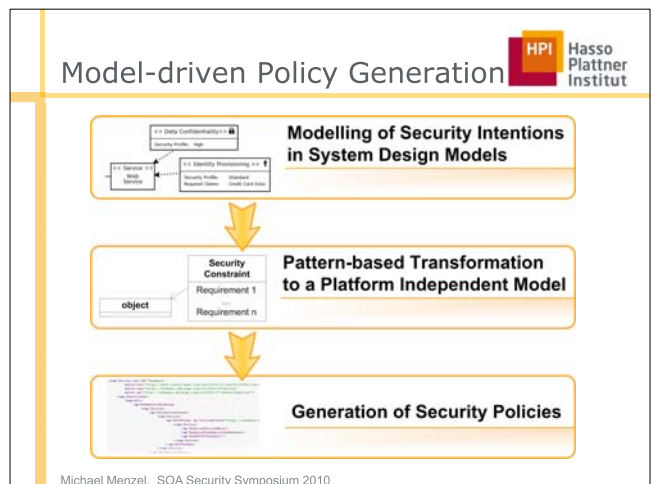 Model-driven Policy Generation
HPI Hasso
Plattner
Institut
<< Data Confidentiality>>
Security Profile: High
<< Service >>
Web
Service
<< Identity Provisioning >>
Security Profile: Standard
Required Claims: Credit Card Data
Modelling of Security Intentions
in System Design Models
Security
Constraint
Requirement 1
...
Requirement n
object
Pattern-based Transformation
to a Platform Independent Model
Generation of Security Policies
Michael Menzel, SOA Security Symposium 2010